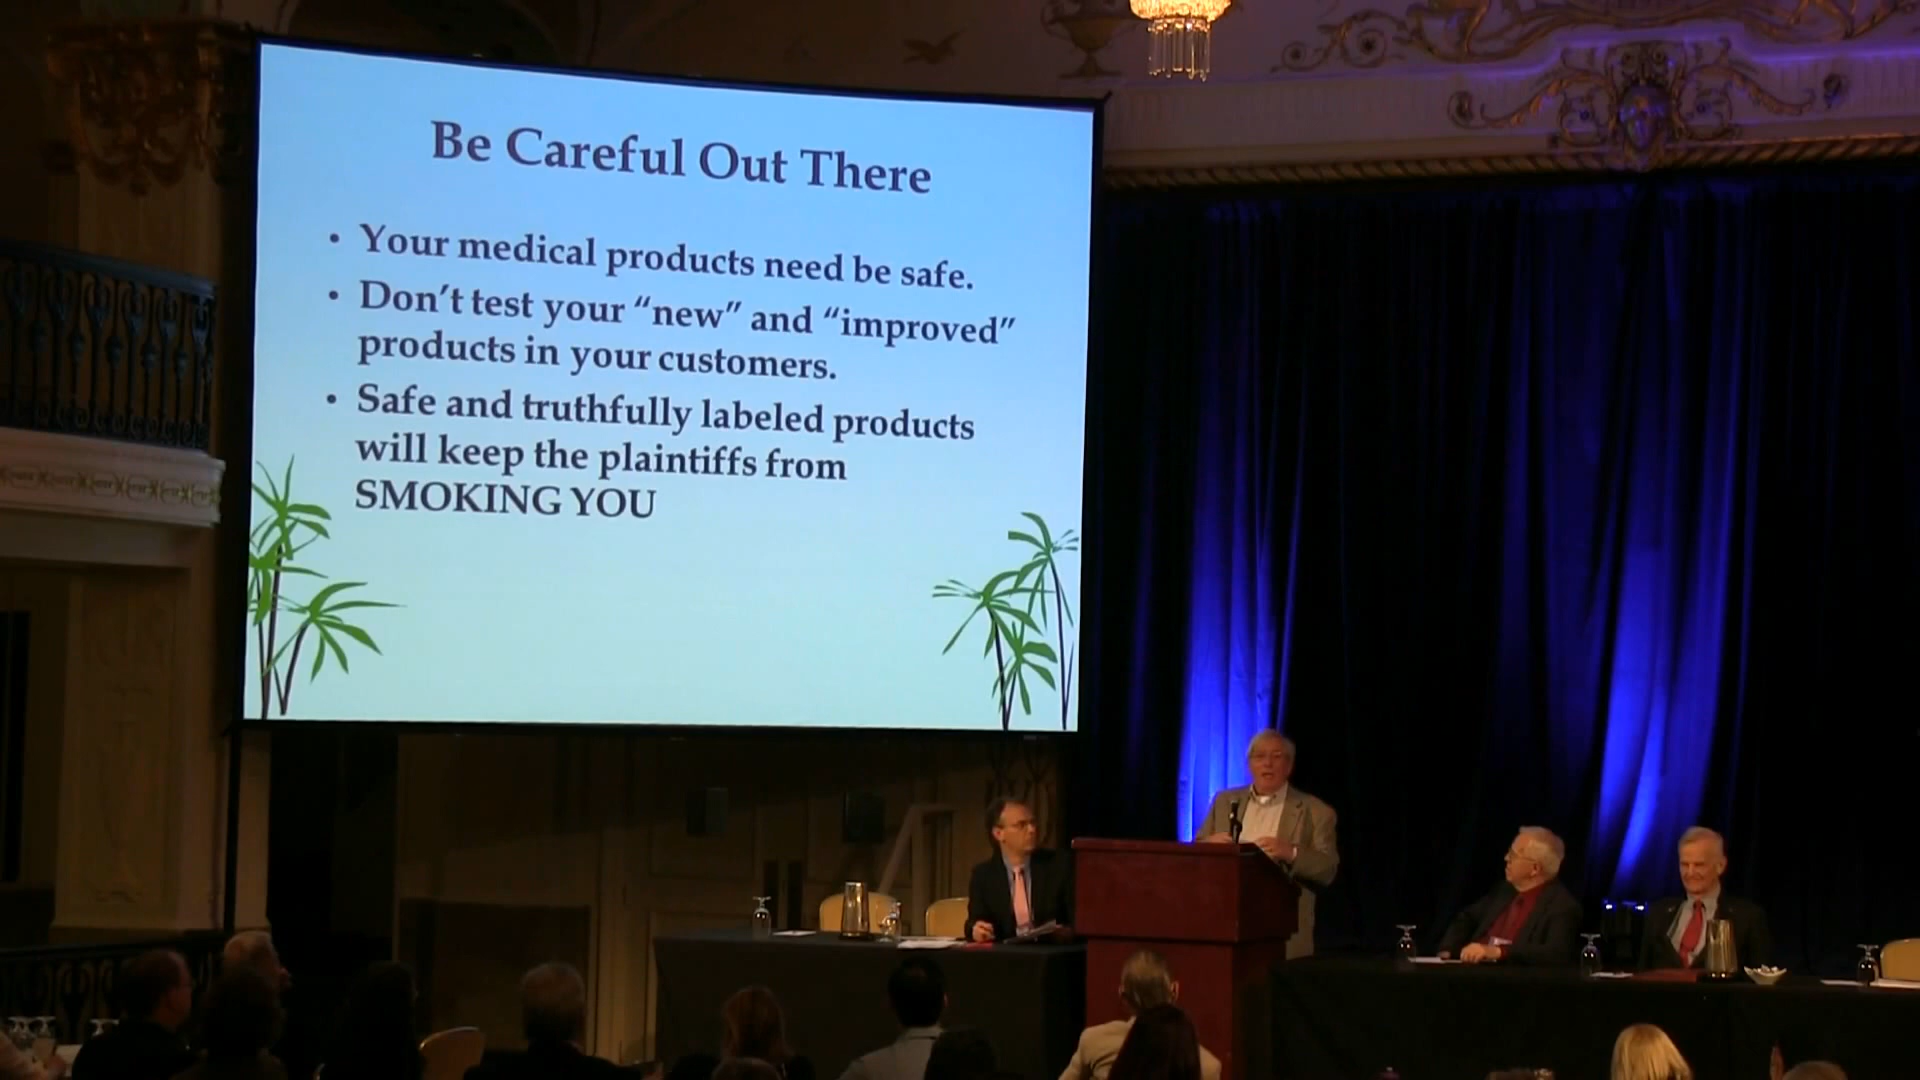 Be Careful Out There
• Your medical products need be safe.
• Don't test your “new” and “improved”
products in your customers.
• Safe and truthfully labeled products
will keep the plaintiffs from
SMOKING YOU